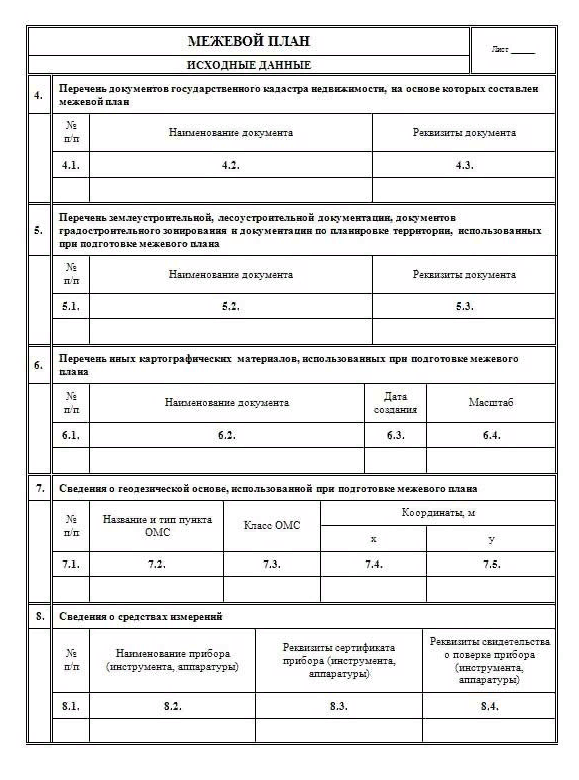 МЕЖЕВОЙ ПЛАН
Лист _____
ИСХОДНЫЕ ДАННЫЕ
4. Перечень документов государственного кадастра недвижимости, на основе которых составлен
межевой план
№
п/п
Наименование документа
Реквизиты документа
4.1. 4.2. 4.3.
5. Перечень землеустроительной, лесоустроительной документации, документов
градостроительного зонирования и документации по планировке территории, использованных
при подготовке межевого плана
№
п/п
Наименование документа
Реквизиты документа
5.1. 5.2. 5.3.
6. Перечень иных картографических материалов, использованных при подготовке межевого
плана
№
п/п
Наименование документа
Дата
создания
Масштаб
6.1. 6.2. 6.3. 6.4.
7. Сведения о геодезической основе, использованной при подготовке межевого плана
№
п/п
Название и тип пункта
ОМС
Класс ОМС
Координаты, м
x y
7.1. 7.2. 7.3. 7.4. 7.5.
8. Сведения о средствах измерений
№
п/п
Наименование прибора
(инструмента, аппаратуры)
Реквизиты сертификата
прибора (инструмента,
аппаратуры)
Реквизиты свидетельства
о поверке прибора
(инструмента,
аппаратуры)
8.1. 8.2. 8.3. 8.4.